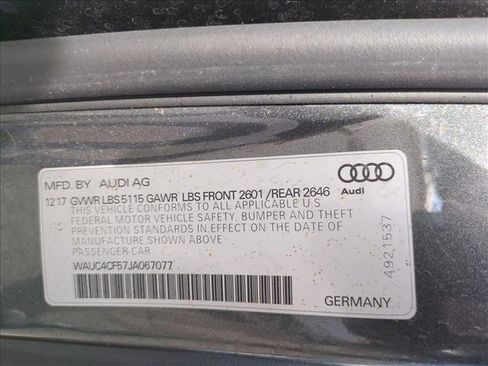 MFD.BY AUDI AG
12.17 GVWR LBS 5115 GAWR LBS FRONT 2601 /REAR 2646
THIS VEHICLE CONFORMS TO ALL APPLICABLE U.S
FEDERAL MOTOR VEHICLE SAFETY, BUMPER AND THEFT
PREVENTION STANDARDS IN EFFECT ON THE DATE OF
MANUFACTURE SHOWN ABOVE.
PASSENGER CAR
WAUC4CF57JA067077
Audi
4921537
GERMANY